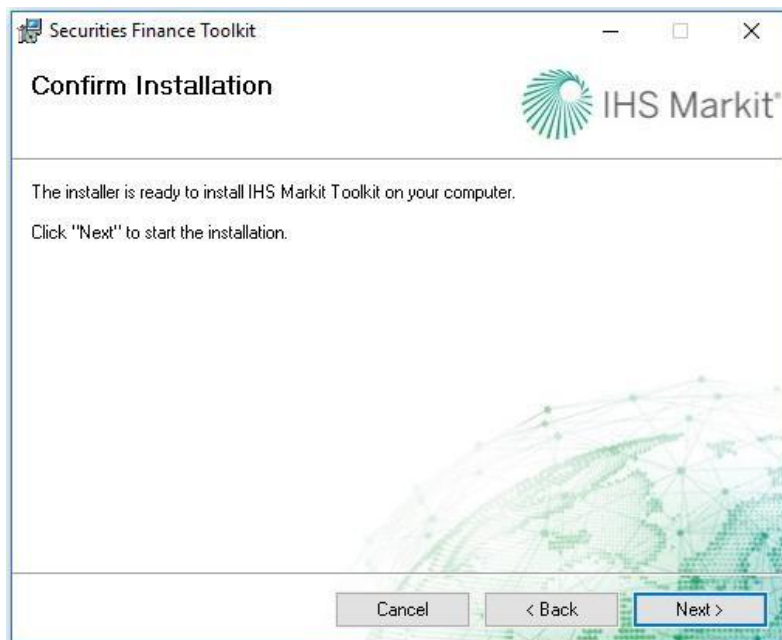 Securities Finance Toolkit
Confirm Installation
IHS Markit®
The installer is ready to install IHS Markit Toolkit on your computer.
Click "Next" to start the installation.
Cancel
< Back
Next >